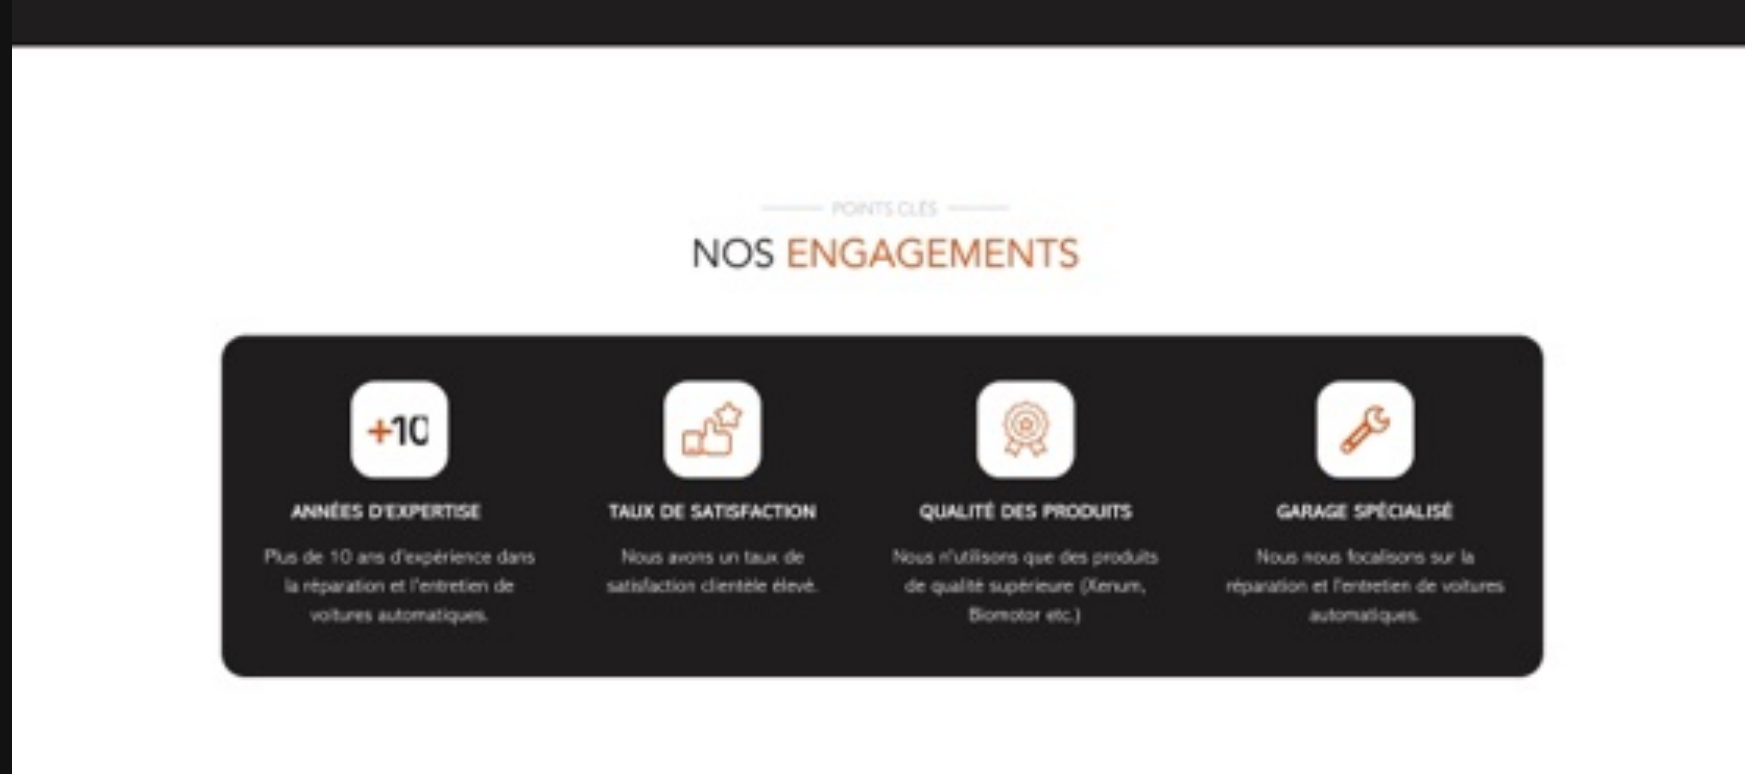 POINTS CLÉS
NOS ENGAGEMENTS
+10
ANNÉES D'EXPERTISE
Plus de 10 ans d'expérience dans
la réparation et l'entretien de
voitures automatiques.
TAUX DE SATISFACTION
Nous avons un taux de
satisfaction clientèle élevé.
QUALITÉ DES PRODUITS
Nous n'utilisons que des produits
de qualité supérieure (Xenum,
Biomotor etc.)
GARAGE SPÉCIALISÉ
Nous nous focalisons sur la
réparation et l'entretien de voitures
automatiques.